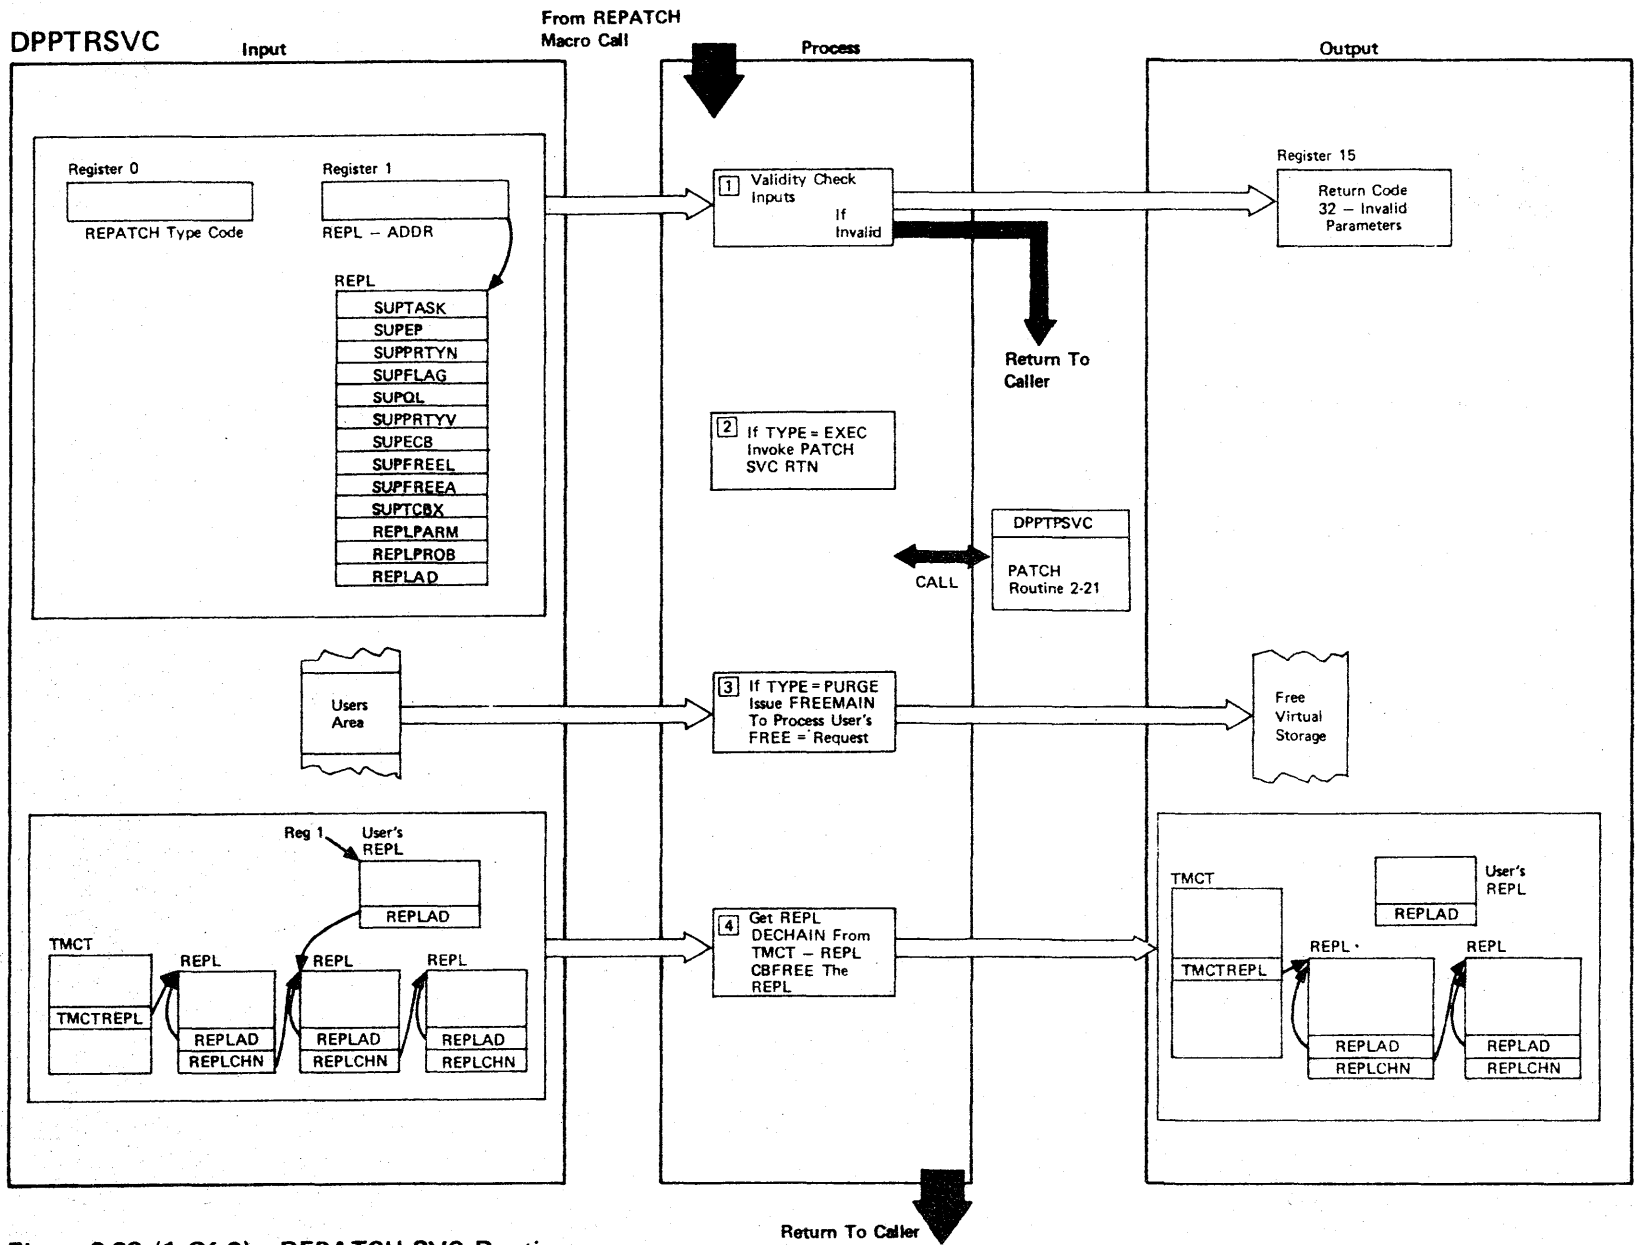 DPPTRSVC
Input
From REPATCH
Macro Call
Process
Output
Register 0
REPATCH Type Code
Register 1
REPL – ADDR
REPL
SUPTASK
SUPEP
SUPPRTYN
SUPFLAG
SUPQL
SUPPRTYV
SUPECB
SUPFREEL
SUPFREEA
SUPTCBX
REPLPARM
REPLPROB
REPLAD
1 Validity Check
Inputs
If
Invalid
Return To
Caller
Register 15
Return Code
32 – Invalid
Parameters
2 If TYPE = EXEC
Invoke PATCH
SVC RTN
CALL
DPPTPSVC
PATCH
Routine 2-21
Users
Area
3 If TYPE = PURGE
Issue FREEMAIN
To Process User's
FREE = Request
Free
Virtual
Storage
Reg 1
User's
REPL
REPLAD
TMCT
TMCTREPL
REPL
REPLAD
REPLCHN
REPL
REPLAD
REPLCHN
REPL
REPLAD
REPLCHN
4 Get REPL
DECHAIN From
TMCT – REPL
CBFREE The
REPL
TMCT
TMCTREPL
User's
REPL
REPLAD
REPL
REPLAD
REPLCHN
REPL
REPLAD
REPLCHN
Return To Caller